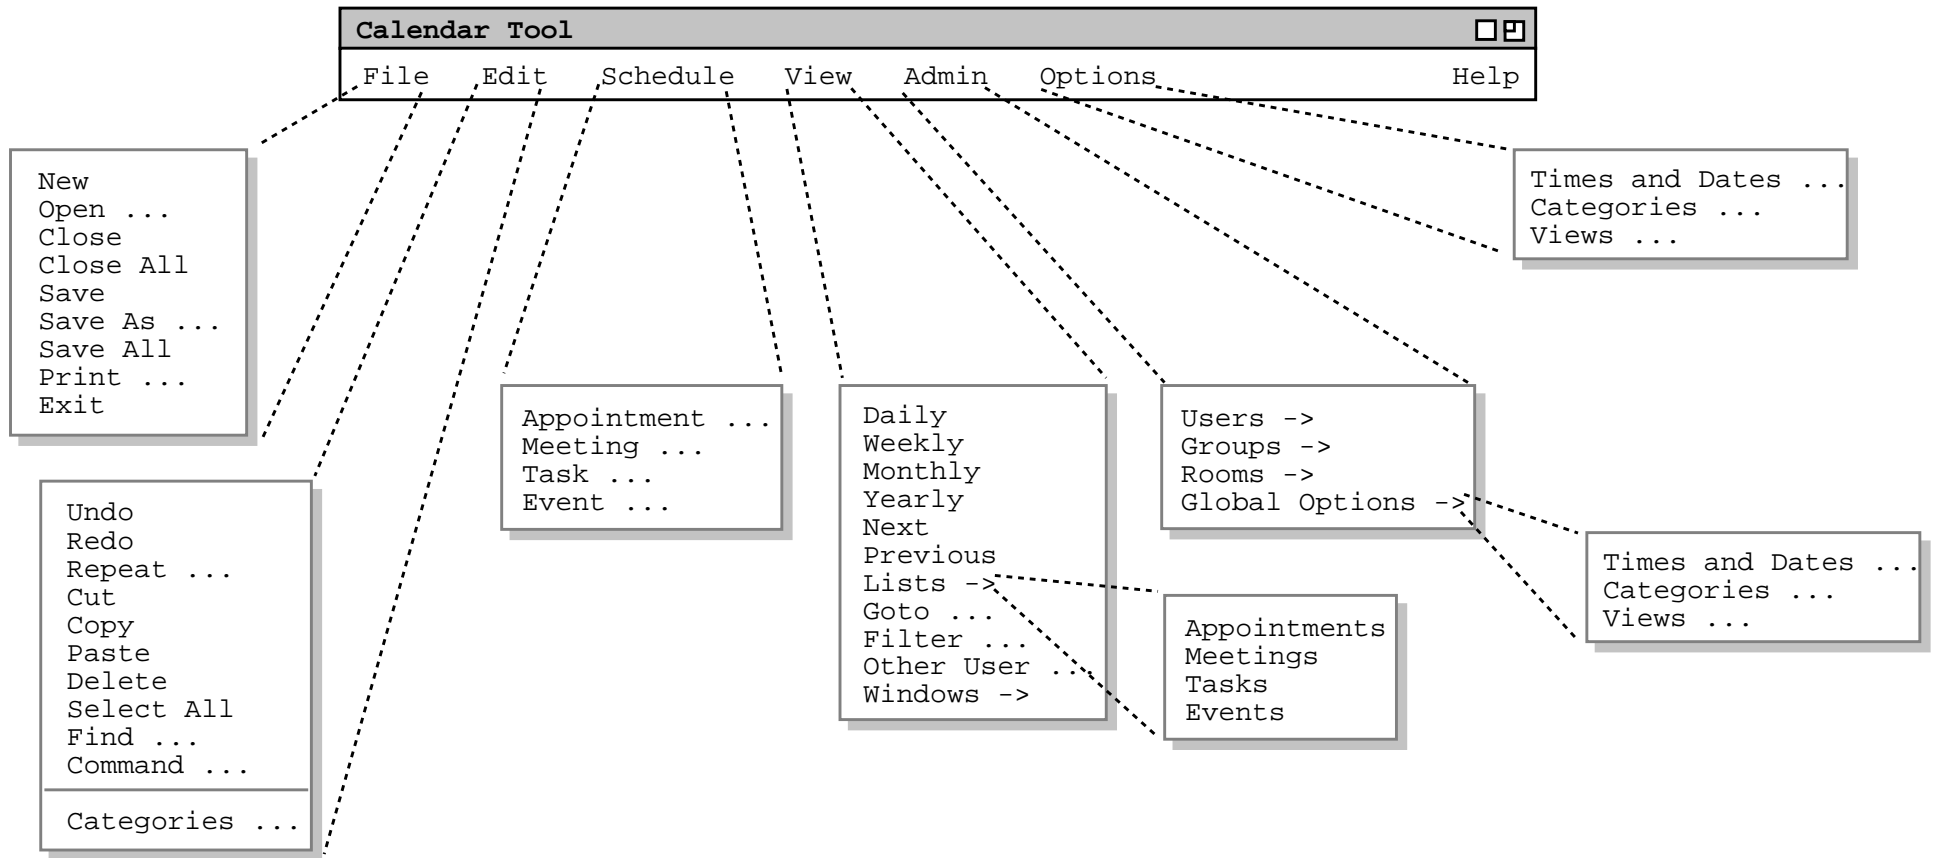 Calendar Tool
File Edit Schedule View Admin Options Help
New
Open ...
Close
Close All
Save
Save As ...
Save All
Print ...
Exit
Undo
Redo
Repeat ...
Cut
Copy
Paste
Delete
Select All
Find ...
Command ...
Categories ...
Appointment ...
Meeting ...
Task ...
Event ...
Daily
Weekly
Monthly
Yearly
Next
Previous
Lists ->
Goto ...
Filter ...
Other User ...
Windows ->
Appointments
Meetings
Tasks
Events
Users ->
Groups ->
Rooms ->
Global Options ->
Times and Dates ...
Categories ...
Views ...
Times and Dates ...
Categories ...
Views ...